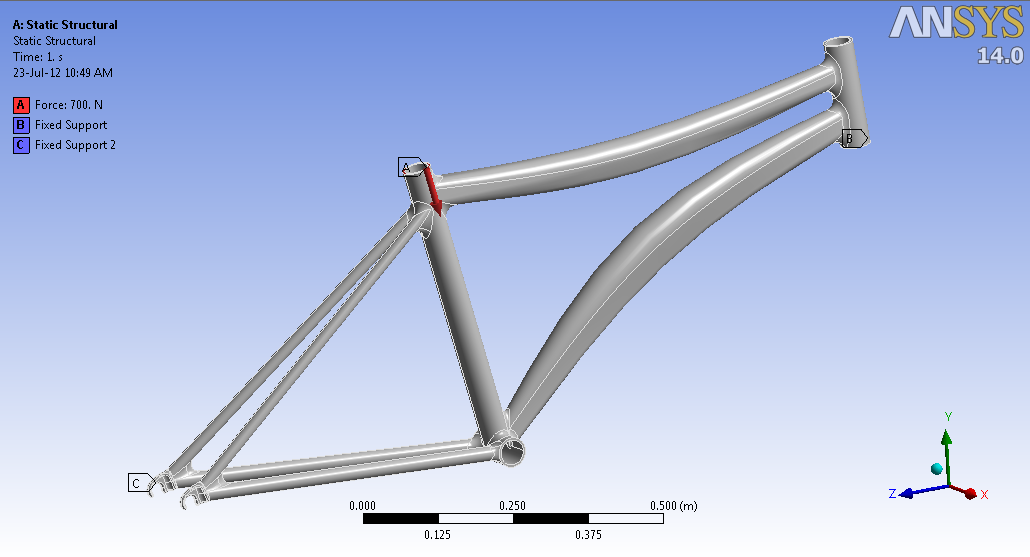 A: Static Structural
Static Structural
Time: 1. s
23-Jul-12 10:49 AM
A Force: 700. N
B Fixed Support
C Fixed Support 2
ANSYS
14.0
B
A
C
Y
Z
X
0.000 0.250 0.500 (m)
0.125 0.375